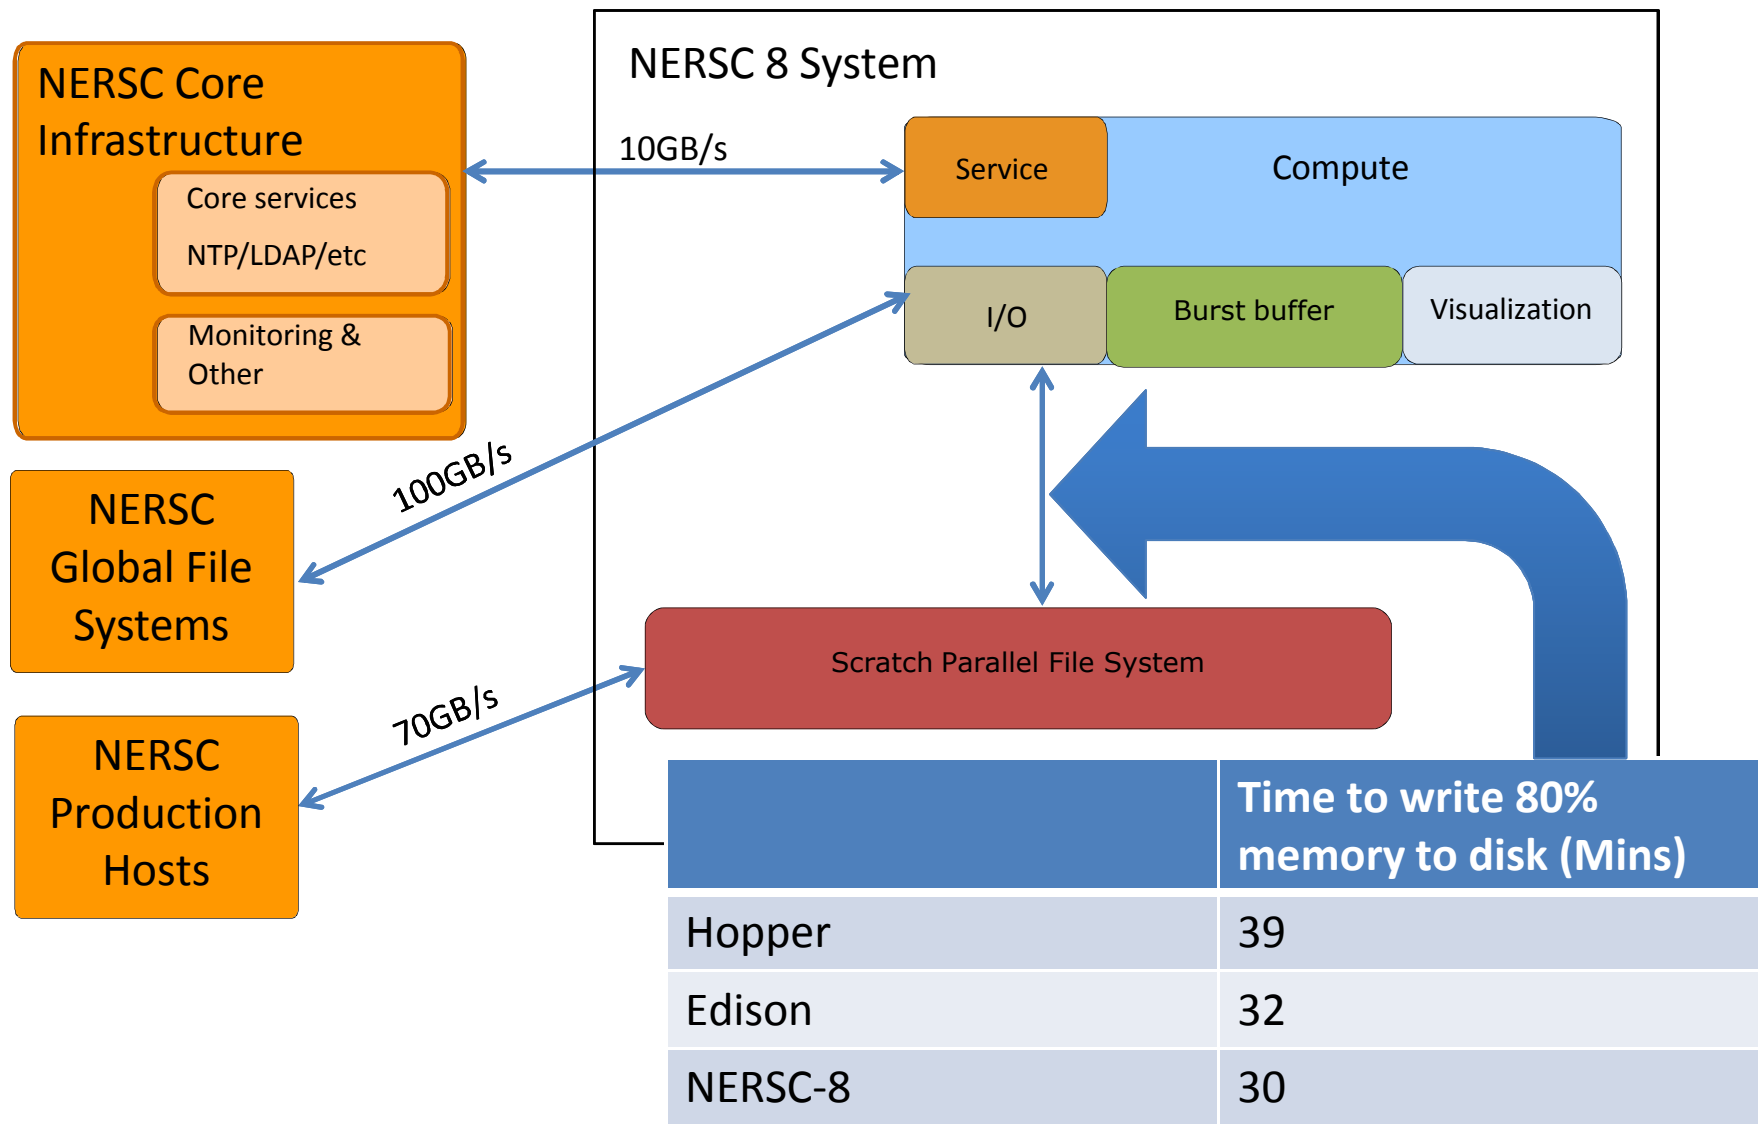 NERSC Core
Infrastructure
Core services
NTP/LDAP/etc
Monitoring &
Other
NERSC
Global File
Systems
NERSC
Production
Hosts
10GB/s
100GB/s
70GB/s
NERSC 8 System
Service
Compute
I/O
Burst buffer
Visualization
Scratch Parallel File System
Time to write 80%
memory to disk (Mins)
Hopper 39
Edison 32
NERSC-8 30